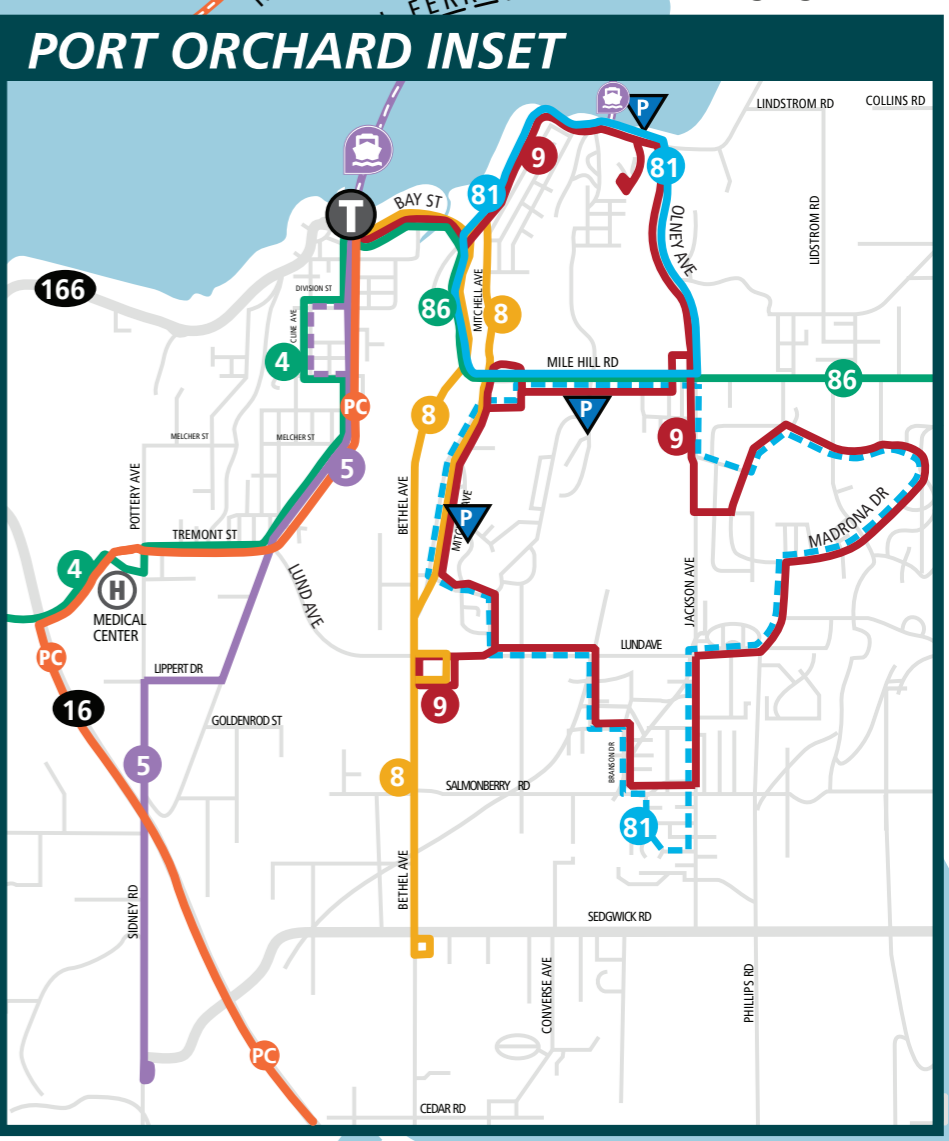 PORT ORCHARD INSET
LINDSTROM RD
COLLINS RD
P
9
81
81
T
BAY ST
OLNEY AVE
LIDSTROM RD
166
DIVISION ST
CLINE AVE
MITCHELL AVE
86
8
4
MILE HILL RD
86
PC
8
P
MELCHER ST
MELCHER ST
9
5
POTTERY AVE
BETHEL AVE
P
MADRONA DR
TREMONT ST
4
H
MEDICAL
CENTER
LUND AVE
JACKSON AVE
LUNDAVE
PC
LIPPERT DR
16
9
GOLDENROD ST
5
8
SALMONBERRY RD
BRANSON DR
81
BETHEL AVE
SIDNEY RD
SEDGWICK RD
CONVERSE AVE
PHILLIPS RD
PC
CEDAR RD